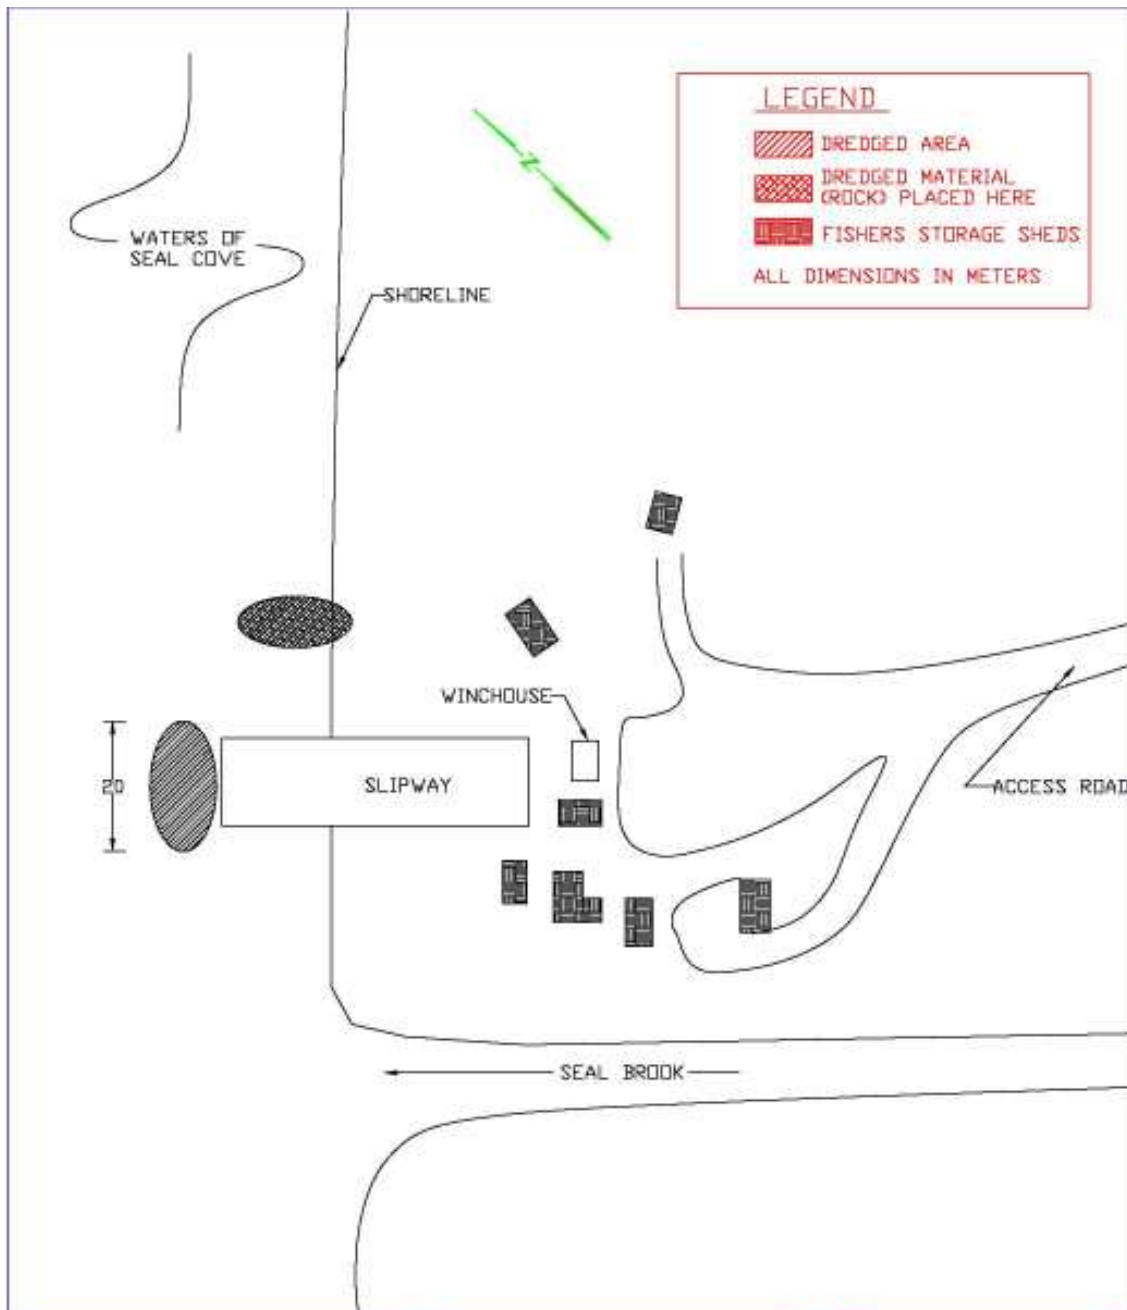 LEGEND
DREDGED AREA
DREDGED MATERIAL
(ROCK) PLACED HERE
FISHERS STORAGE SHEDS
ALL DIMENSIONS IN METERS
N
WATERS OF
SEAL COVE
SHORELINE
WINCHOUSE
SLIPWAY
20
ACCESS ROAD
SEAL BROOK